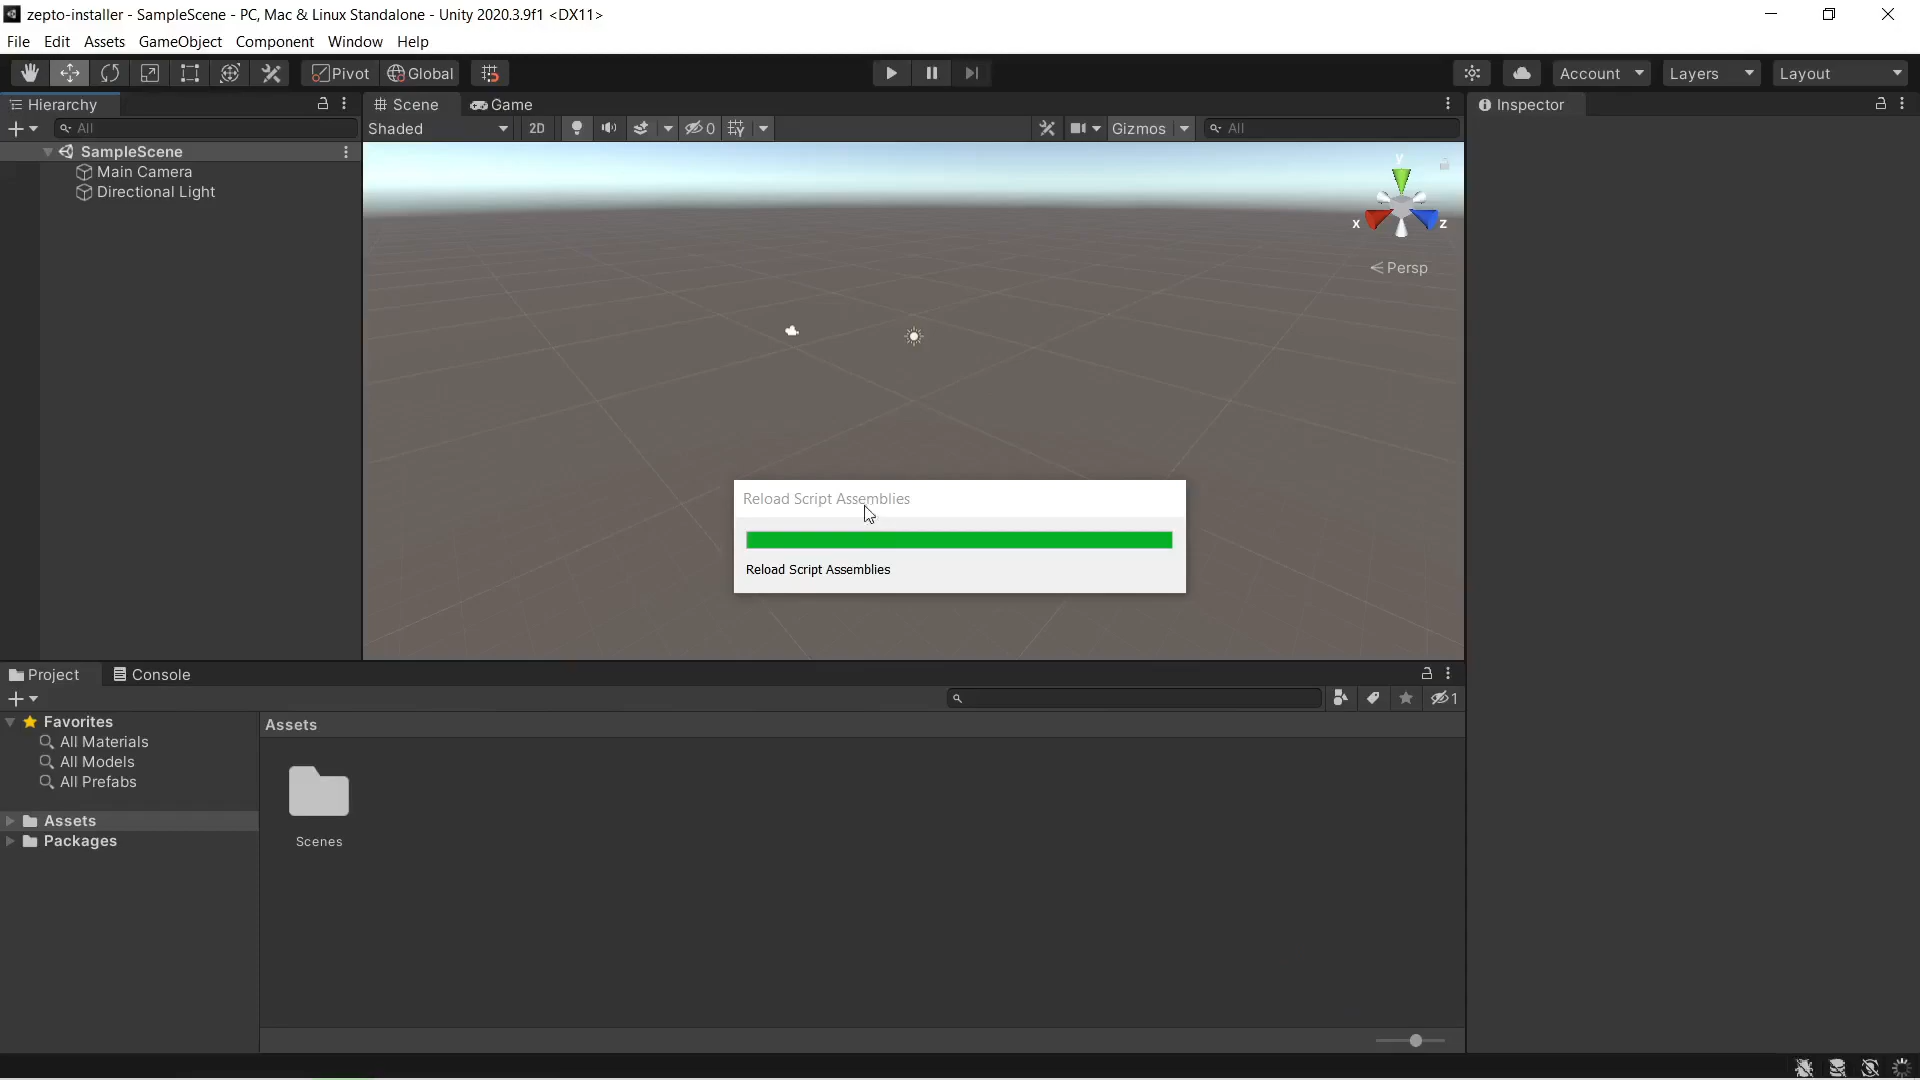 zepto-installer - SampleScene - PC, Mac & Linux Standalone - Unity 2020.3.9f1 <DX11>
File Edit Assets GameObject Component Window Help
Pivot Global Account Layers Layout
Hierarchy
All
SampleScene
Main Camera
Directional Light
Scene Game
Shaded 2D 0 Gizmos All
y
x z
Persp
Inspector
Reload Script Assemblies
Reload Script Assemblies
Project Console
1
Favorites
All Materials
All Models
All Prefabs
Assets
Packages
Assets
Scenes